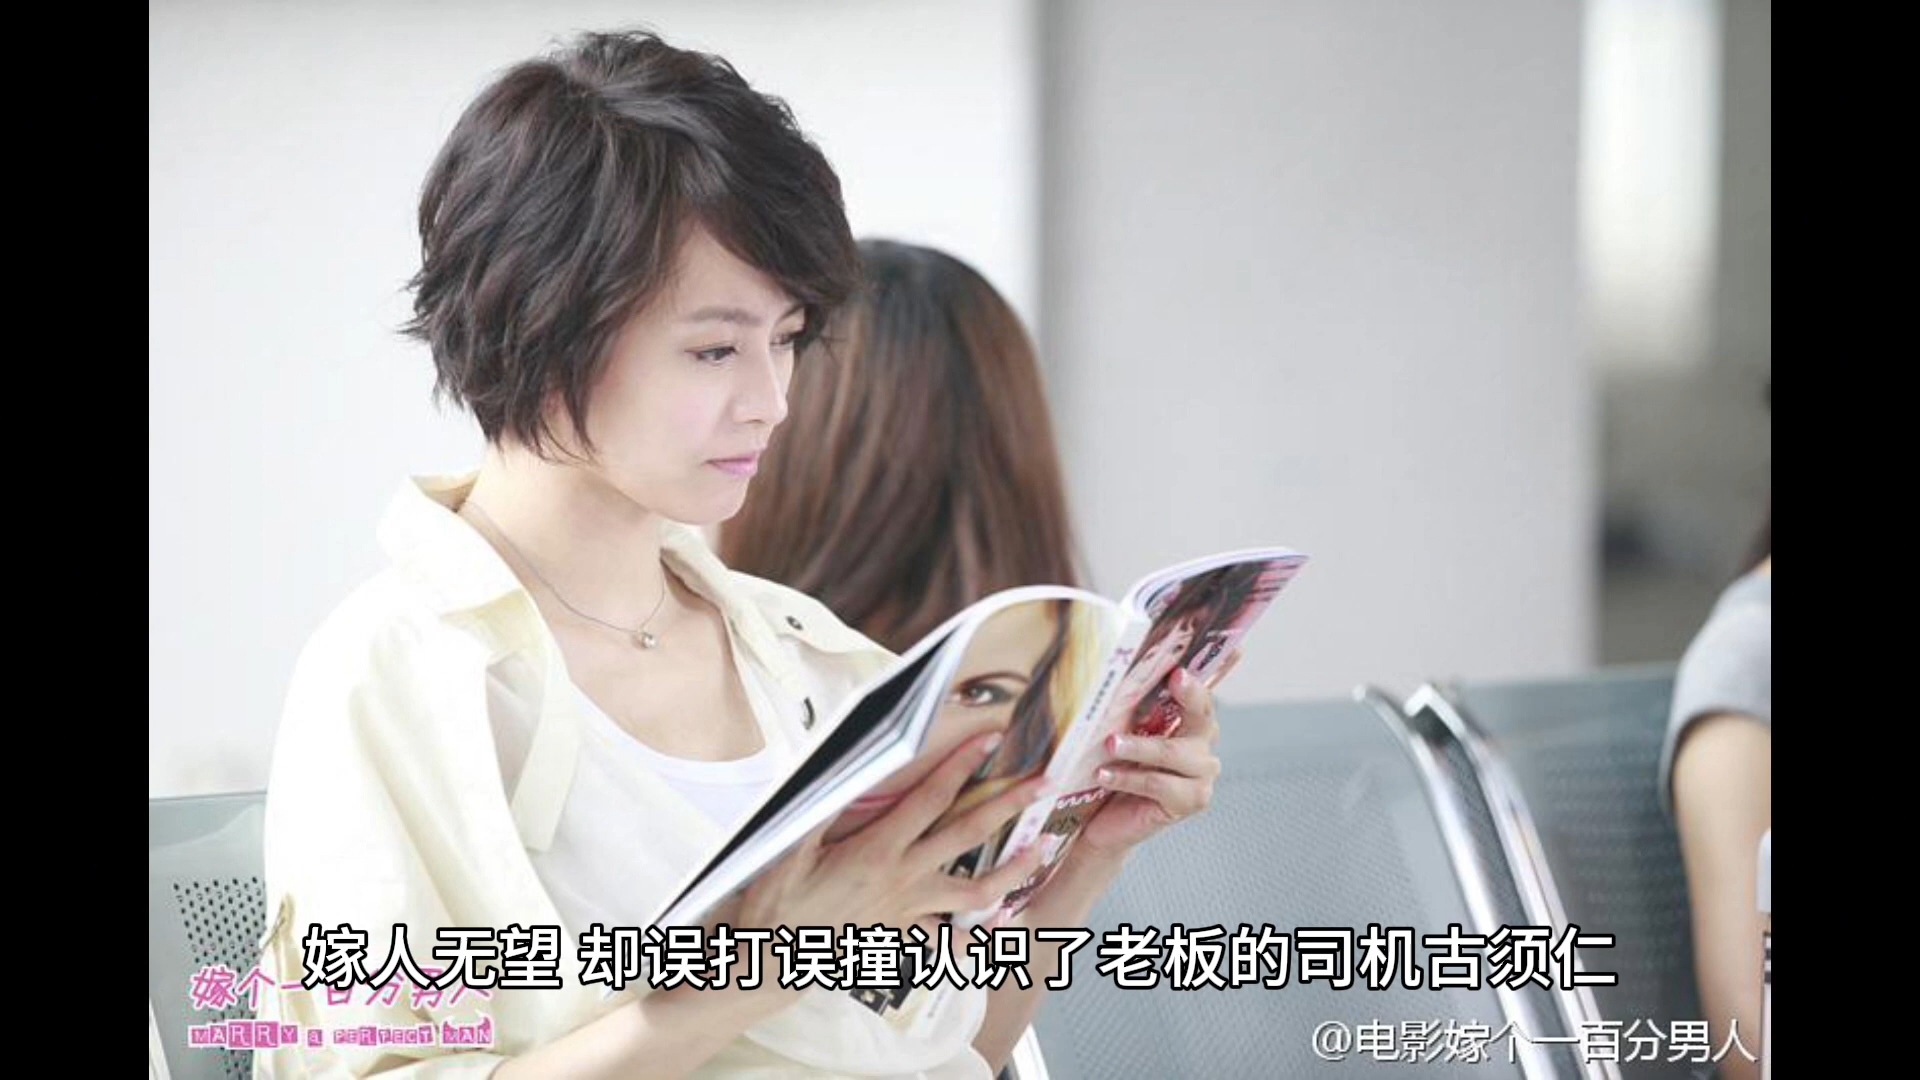 嫁人无望 却误打误撞认识了老板的司机古须仁
嫁个一百分男人
MARRY a PERFECT MAN
@电影嫁个一百分男人